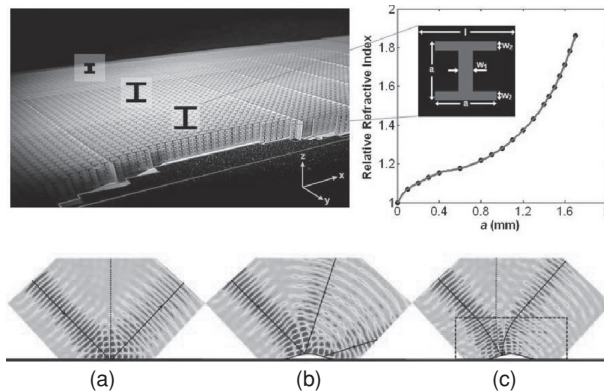 z
x
y
Relative Refractive Index
2
1.8
1.6
1.4
1.2
1
l
w₂
a
w₁
a
w₂
0 0.4 0.8 1.2 1.6
a (mm)
(a) (b) (c)